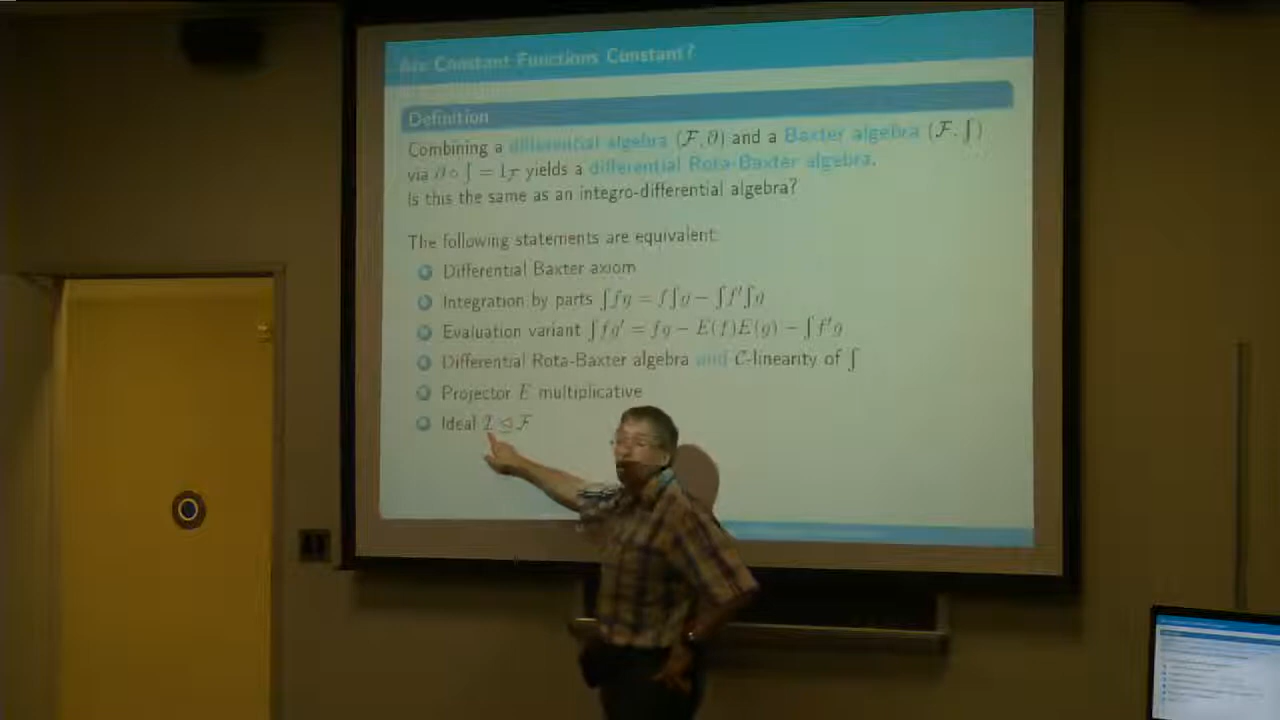 Are Constant Functions Constant?
Definition
Combining a differential algebra (ℱ, ∂) and a Baxter algebra (ℱ, ∫)
via ∂ ∘ ∫ = 1ℱ yields a differential Rota-Baxter algebra.
Is this the same as an integro-differential algebra?
The following statements are equivalent:
Differential Baxter axiom
Integration by parts ∫fg = f∫g − ∫f′∫g
Evaluation variant ∫fg′ = fg − E(f)E(g) − ∫f′g
Differential Rota-Baxter algebra and 𝒞-linearity of ∫
Projector E multiplicative
Ideal ℐ ⊴ ℱ